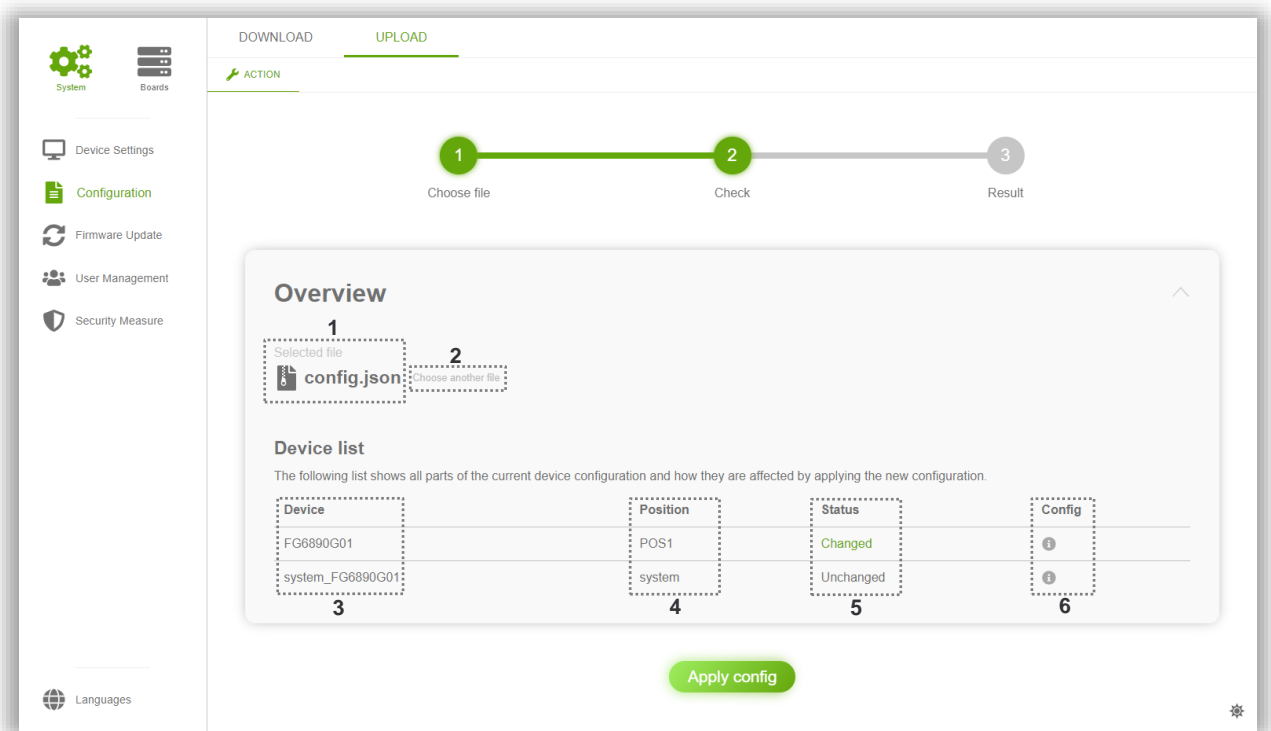 DOWNLOAD UPLOAD
System Boards
ACTION
Device Settings
Configuration
Firmware Update
User Management
Security Measure
1 2 3
Choose file Check Result
Overview
1
Selected file
2
config.json Choose another file
Device list
The following list shows all parts of the current device configuration and how they are affected by applying the new configuration.
Device Position Status Config
FG6890G01 POS1 Changed
system_FG6890G01 system Unchanged
3 4 5 6
Apply config
Languages